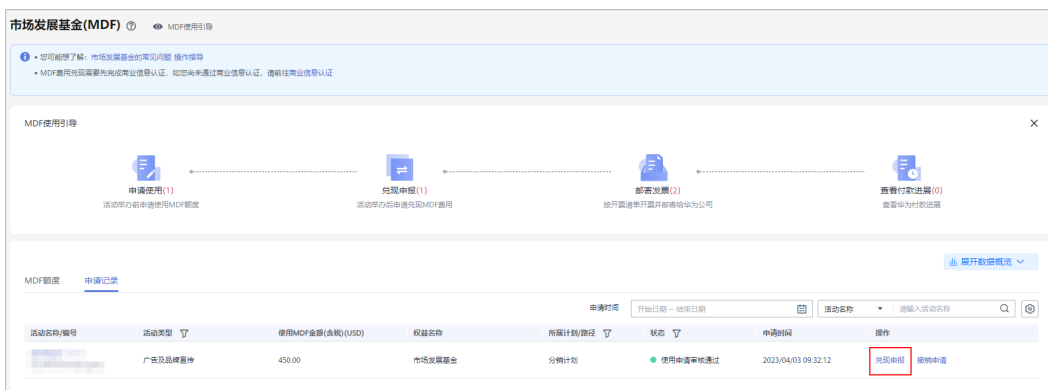 市场发展基金(MDF) MDF使用引导
• 您可能想了解：市场发展基金的常见问题 操作指导
• MDF费用兑现需要先完成商业信息认证，如您尚未通过商业信息认证，请前往商业信息认证
MDF使用引导
申请使用(1) 兑现申报(1) 邮寄发票(2) 查看付款进展(0)
活动举办前申请使用MDF额度 活动举办后申请兑现MDF费用 按开票清单开票并邮寄给华为公司 查看华为付款进展
展开数据概览
MDF额度 申请记录
申请时间 开始日期 – 结束日期 活动名称 请输入活动名称
活动名称/编号 活动类型 使用MDF金额(含税)(USD) 权益名称 所属计划/路径 状态 申请时间 操作
广告及品牌宣传 450.00 市场发展基金 分销计划 使用申请审核通过 2023/04/03 09:32:12 兑现申报 撤销申请